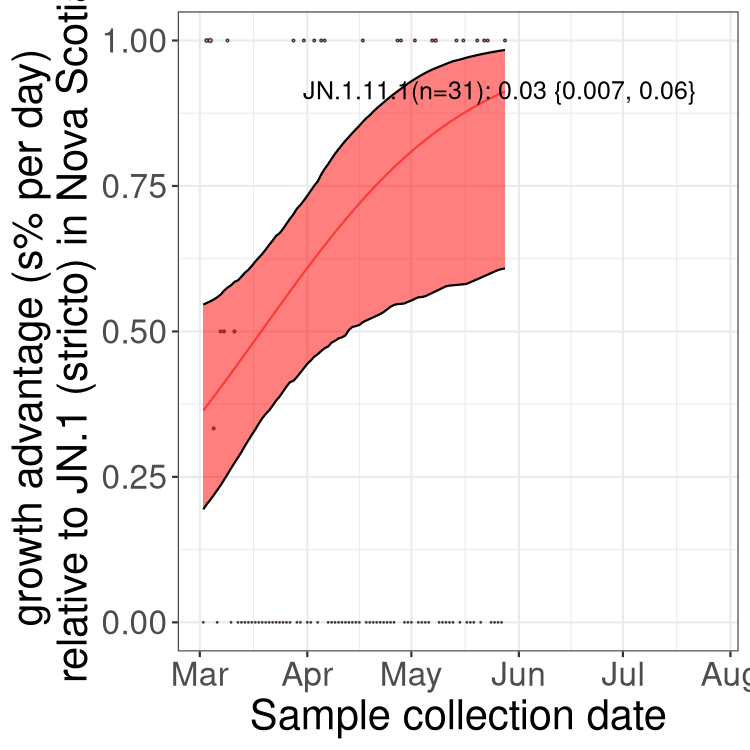 growth advantage (s% per day)
relative to JN.1 (stricto) in Nova Scotia
1.00
JN.1.11.1(n=31): 0.03 {0.007, 0.06}
0.75
0.50
0.25
0.00
Mar Apr May Jun Jul Aug
Sample collection date